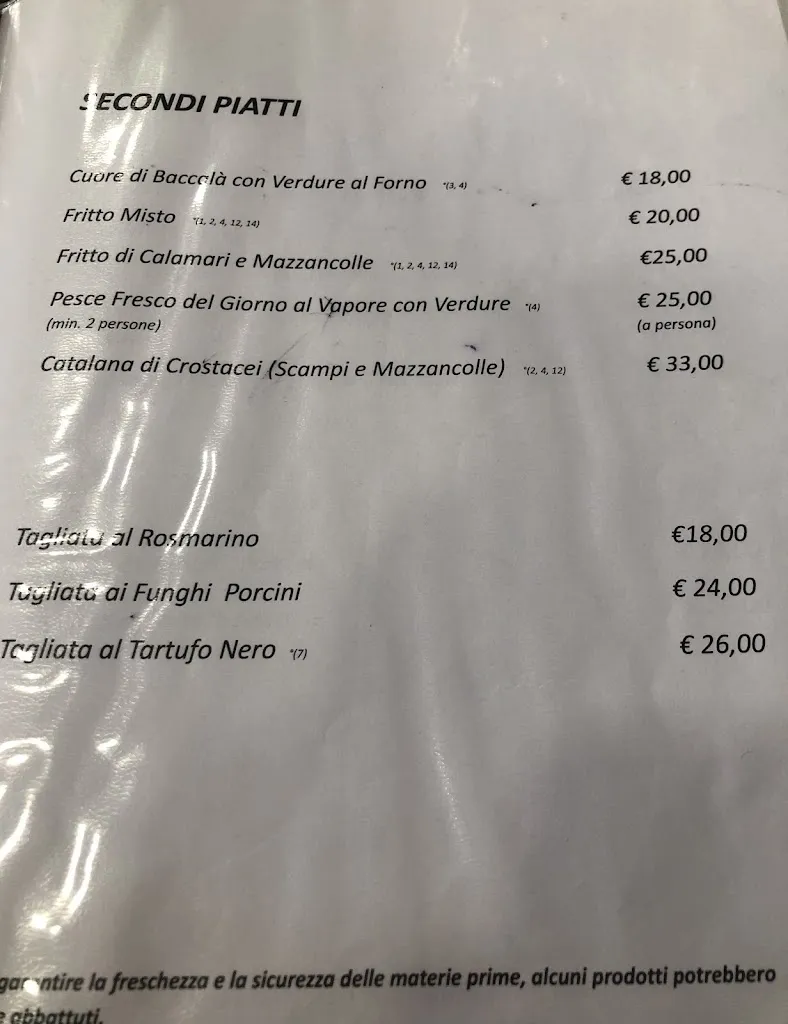 SECONDI PIATTI
Cuore di Baccalà con Verdure al Forno *(3, 4) € 18,00
Fritto Misto *(1, 2, 4, 12, 14) € 20,00
Fritto di Calamari e Mazzancolle *(1, 2, 4, 12, 14) €25,00
Pesce Fresco del Giorno al Vapore con Verdure *(4) € 25,00
(min. 2 persone) (a persona)
Catalana di Crostacei (Scampi e Mazzancolle) *(2, 4, 12) € 33,00
Tagliata al Rosmarino €18,00
Tagliata ai Funghi Porcini € 24,00
Tagliata al Tartufo Nero *(7) € 26,00
garantire la freschezza e la sicurezza delle materie prime, alcuni prodotti potrebbero
e abbattuti.